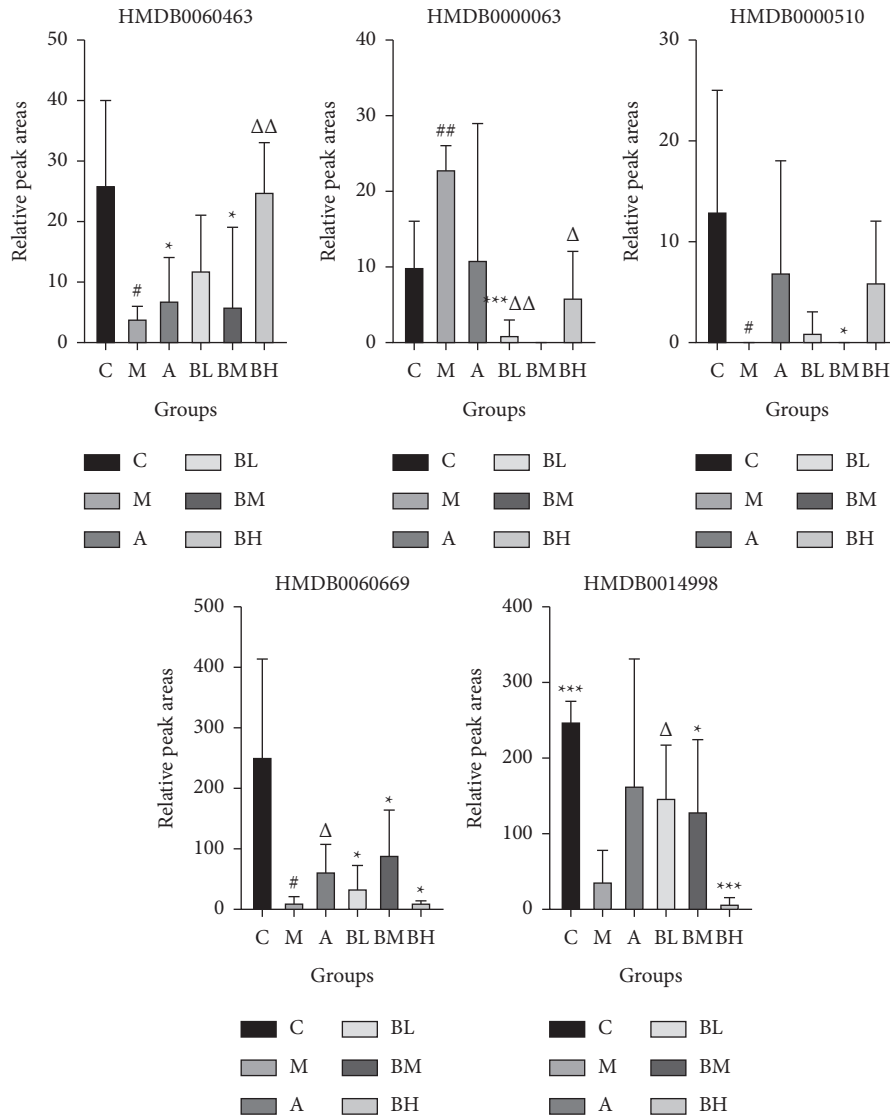 HMDB0060463
50
40
30
20
10
0
Relative peak areas
#
*
*
ΔΔ
C M A BL BM BH
Groups
C BL
M BM
A BH
HMDB0000063
40
30
20
10
0
Relative peak areas
##
***ΔΔ
Δ
C M A BL BM BH
Groups
C BL
M BM
A BH
HMDB0000510
30
20
10
0
Relative peak areas
#
*
C M A BL BM BH
Groups
C BL
M BM
A BH
HMDB0060669
500
400
300
200
100
0
Relative peak areas
#
Δ
*
*
*
C M A BL BM BH
Groups
C BL
M BM
A BH
HMDB0014998
400
300
200
100
0
Relative peak areas
***
Δ
*
***
C M A BL BM BH
Groups
C BL
M BM
A BH